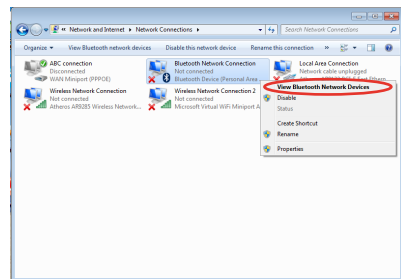 « Network and Internet ▸ Network Connections ▸
Search Network Connections
Organize ▾ View Bluetooth network devices Disable this network device Rename this connection »
ABC connection
Disconnected
WAN Miniport (PPPOE)
Bluetooth Network Connection
Not connected
Bluetooth Device (Personal Area
Local Area Connection
Network cable unplugged
Wireless Network Connection
Not connected
Atheros AR9285 Wireless Network...
Wireless Network Connection 2
Not connected
Microsoft Virtual WiFi Miniport A
View Bluetooth Network Devices
Disable
Status
Create Shortcut
Rename
Properties